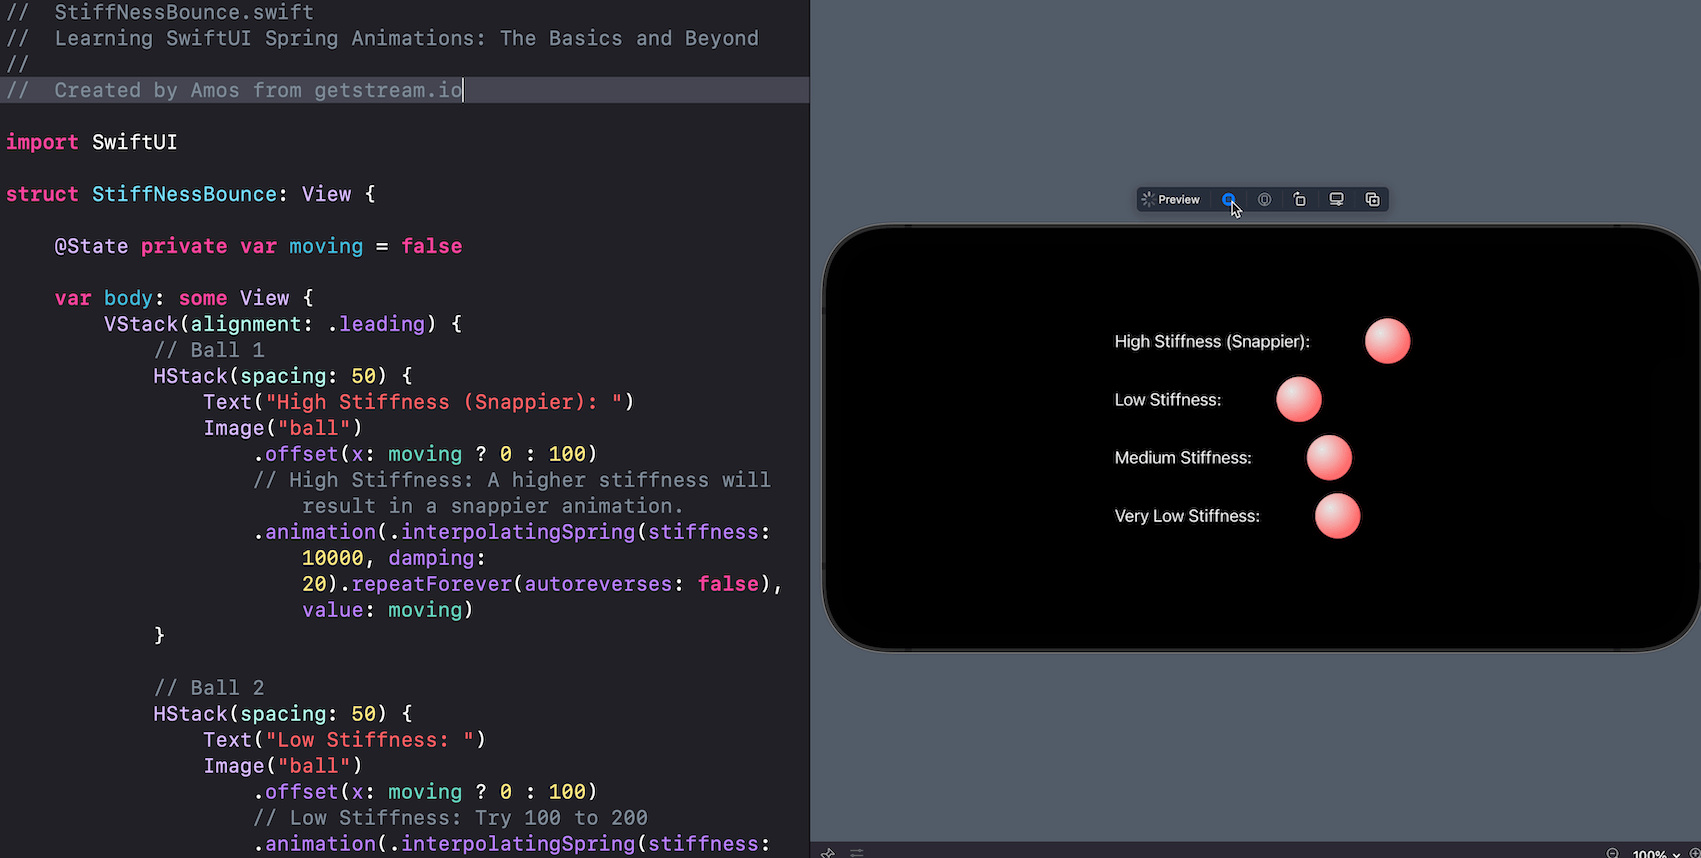 //  StiffNessBounce.swift
//  Learning SwiftUI Spring Animations: The Basics and Beyond
//
//  Created by Amos from getstream.io
import SwiftUI
struct StiffNessBounce: View {
@State private var moving = false
var body: some View {
VStack(alignment: .leading) {
// Ball 1
HStack(spacing: 50) {
Text("High Stiffness (Snappier): ")
Image("ball")
.offset(x: moving ? 0 : 100)
// High Stiffness: A higher stiffness will
result in a snappier animation.
.animation(.interpolatingSpring(stiffness:
10000, damping:
20).repeatForever(autoreverses: false),
value: moving)
}
// Ball 2
HStack(spacing: 50) {
Text("Low Stiffness: ")
Image("ball")
.offset(x: moving ? 0 : 100)
// Low Stiffness: Try 100 to 200
.animation(.interpolatingSpring(stiffness:
Preview
High Stiffness (Snappier):
Low Stiffness:
Medium Stiffness:
Very Low Stiffness:
100%